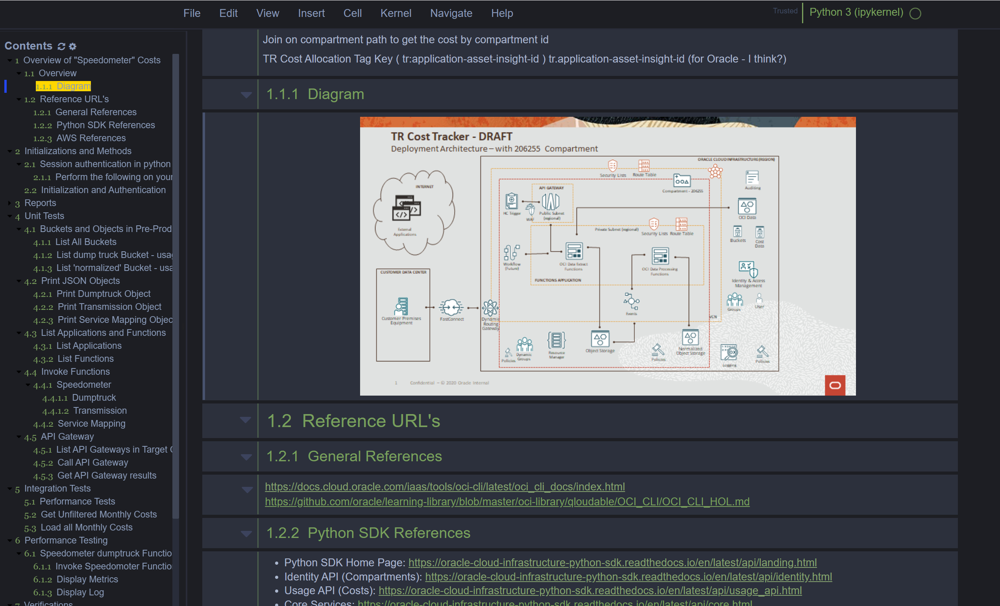 File Edit View Insert Cell Kernel Navigate Help
Trusted Python 3 (ipykernel)
Contents
1 Overview of "Speedometer" Costs
1.1 Overview
1.1.1 Diagram
1.2 Reference URL's
1.2.1 General References
1.2.2 Python SDK References
1.2.3 AWS References
2 Initializations and Methods
2.1 Session authentication in python
2.1.1 Perform the following on your
2.2 Initialization and Authentication
3 Reports
4 Unit Tests
4.1 Buckets and Objects in Pre-Prod
4.1.1 List All Buckets
4.1.2 List dump truck Bucket - usag
4.1.3 List 'normalized' Bucket - usa
4.2 Print JSON Objects
4.2.1 Print Dumptruck Object
4.2.2 Print Transmission Object
4.2.3 Print Service Mapping Objec
4.3 List Applications and Functions
4.3.1 List Applications
4.3.2 List Functions
4.4 Invoke Functions
4.4.1 Speedometer
4.4.1.1 Dumptruck
4.4.1.2 Transmission
4.4.2 Service Mapping
4.5 API Gateway
4.5.1 List API Gateways in Target
4.5.2 Call API Gateway
4.5.3 Get API Gateway results
5 Integration Tests
5.1 Performance Tests
5.2 Get Unfiltered Monthly Costs
5.3 Load all Monthly Costs
6 Performance Testing
6.1 Speedometer dumptruck Functio
6.1.1 Invoke Speedomoter Function
6.1.2 Display Metrics
6.1.3 Display Log
7 Verifications
Join on compartment path to get the cost by compartment id
TR Cost Allocation Tag Key ( tr:application-asset-insight-id ) tr.application-asset-insight-id (for Oracle - I think?)
1.1.1 Diagram
TR Cost Tracker - DRAFT
Deployment Architecture – with 206255 Compartment
ORACLE CLOUD INFRASTRUCTURE (REGION)
Security Lists
Route Table
Compartment - 206255
Auditing
INTERNET
External
Applications
API GATEWAY
HC Trigger
WAF
Public Subnet
(regional)
OCI Data
Private Subnet (regional)
Security Lists
Route Table
Buckets
Cost
Data
Workflow
(Future)
OCI Data Extract
Functions
OCI Data Processing
Functions
FUNCTIONS APPLICATION
Identity & Access
Management
CUSTOMER DATA CENTER
Customer Premises
Equipment
FastConnect
Dynamic
Routing
Gateway
Events
Groups
User
VCN
Policies
Dynamic
Groups
Resource
Manager
Object Storage
Policies
Normalized
Object Storage
Logging
Policies
1 Confidential – © 2020 Oracle Internal
1.2 Reference URL's
1.2.1 General References
https://docs.cloud.oracle.com/iaas/tools/oci-cli/latest/oci_cli_docs/index.html
https://github.com/oracle/learning-library/blob/master/oci-library/qloudable/OCI_CLI/OCI_CLI_HOL.md
1.2.2 Python SDK References
• Python SDK Home Page: https://oracle-cloud-infrastructure-python-sdk.readthedocs.io/en/latest/api/landing.html
• Identity API (Compartments): https://oracle-cloud-infrastructure-python-sdk.readthedocs.io/en/latest/api/identity.html
• Usage API (Costs): https://oracle-cloud-infrastructure-python-sdk.readthedocs.io/en/latest/api/usage_api.html
• Core Services: https://oracle-cloud-infrastructure-python-sdk.readthedocs.io/en/latest/api/core.html